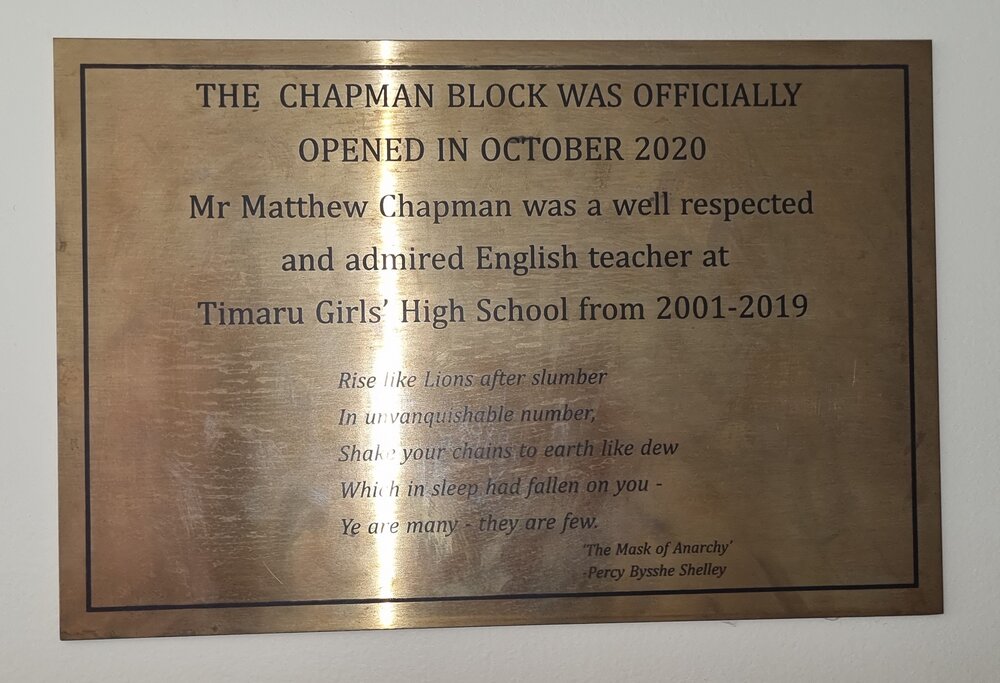 THE CHAPMAN BLOCK WAS OFFICIALLY
OPENED IN OCTOBER 2020
Mr Matthew Chapman was a well respected
and admired English teacher at
Timaru Girls’ High School from 2001-2019
Rise like Lions after slumber
In unvanquishable number,
Shake your chains to earth like dew
Which in sleep had fallen on you -
Ye are many - they are few.
‘The Mask of Anarchy’
-Percy Bysshe Shelley